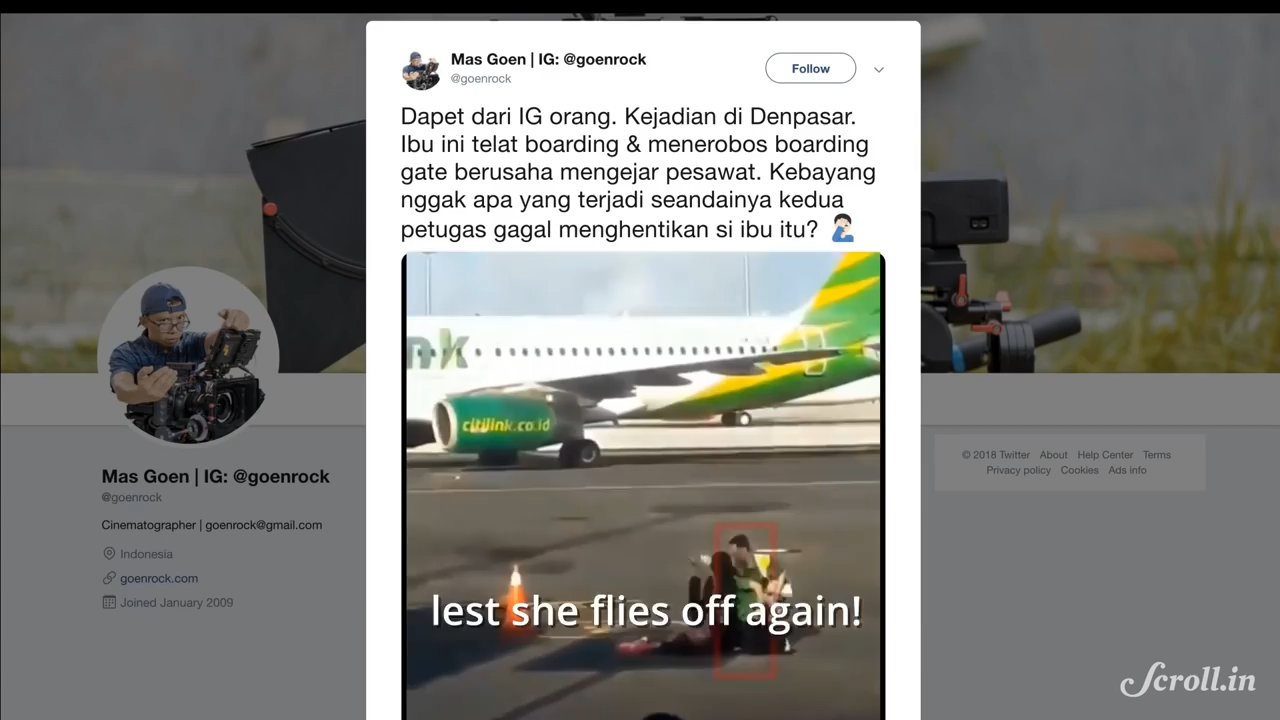 Mas Goen | IG: @goenrock
@goenrock
Follow
Dapet dari IG orang. Kejadian di Denpasar.
Ibu ini telat boarding & menerobos boarding
gate berusaha mengejar pesawat. Kebayang
nggak apa yang terjadi seandainya kedua
petugas gagal menghentikan si ibu itu? 🤦🏻‍♂️
nk
citilink.co.id
lest she flies off again!
Mas Goen | IG: @goenrock
@goenrock
Cinematographer | goenrock@gmail.com
Indonesia
goenrock.com
Joined January 2009
© 2018 Twitter About Help Center Terms
Privacy policy Cookies Ads info
Scroll.in